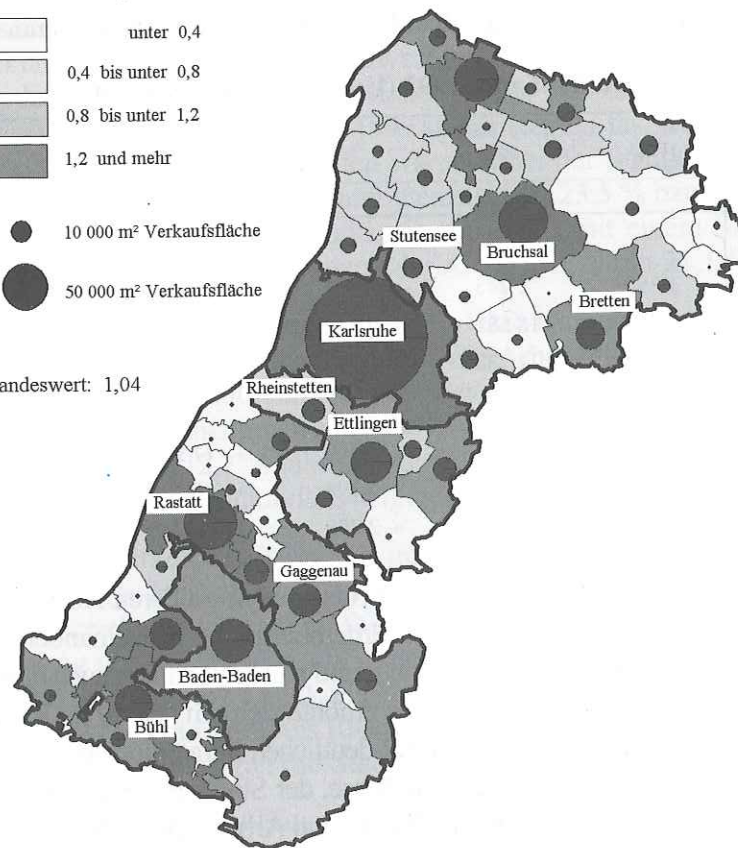 unter 0,4
0,4 bis unter 0,8
0,8 bis unter 1,2
1,2 und mehr
10 000 m² Verkaufsfläche
50 000 m² Verkaufsfläche
andeswert: 1,04
Stutensee
Bruchsal
Bretten
Karlsruhe
Rheinstetten
Ettlingen
Rastatt
Gaggenau
Baden-Baden
Bühl